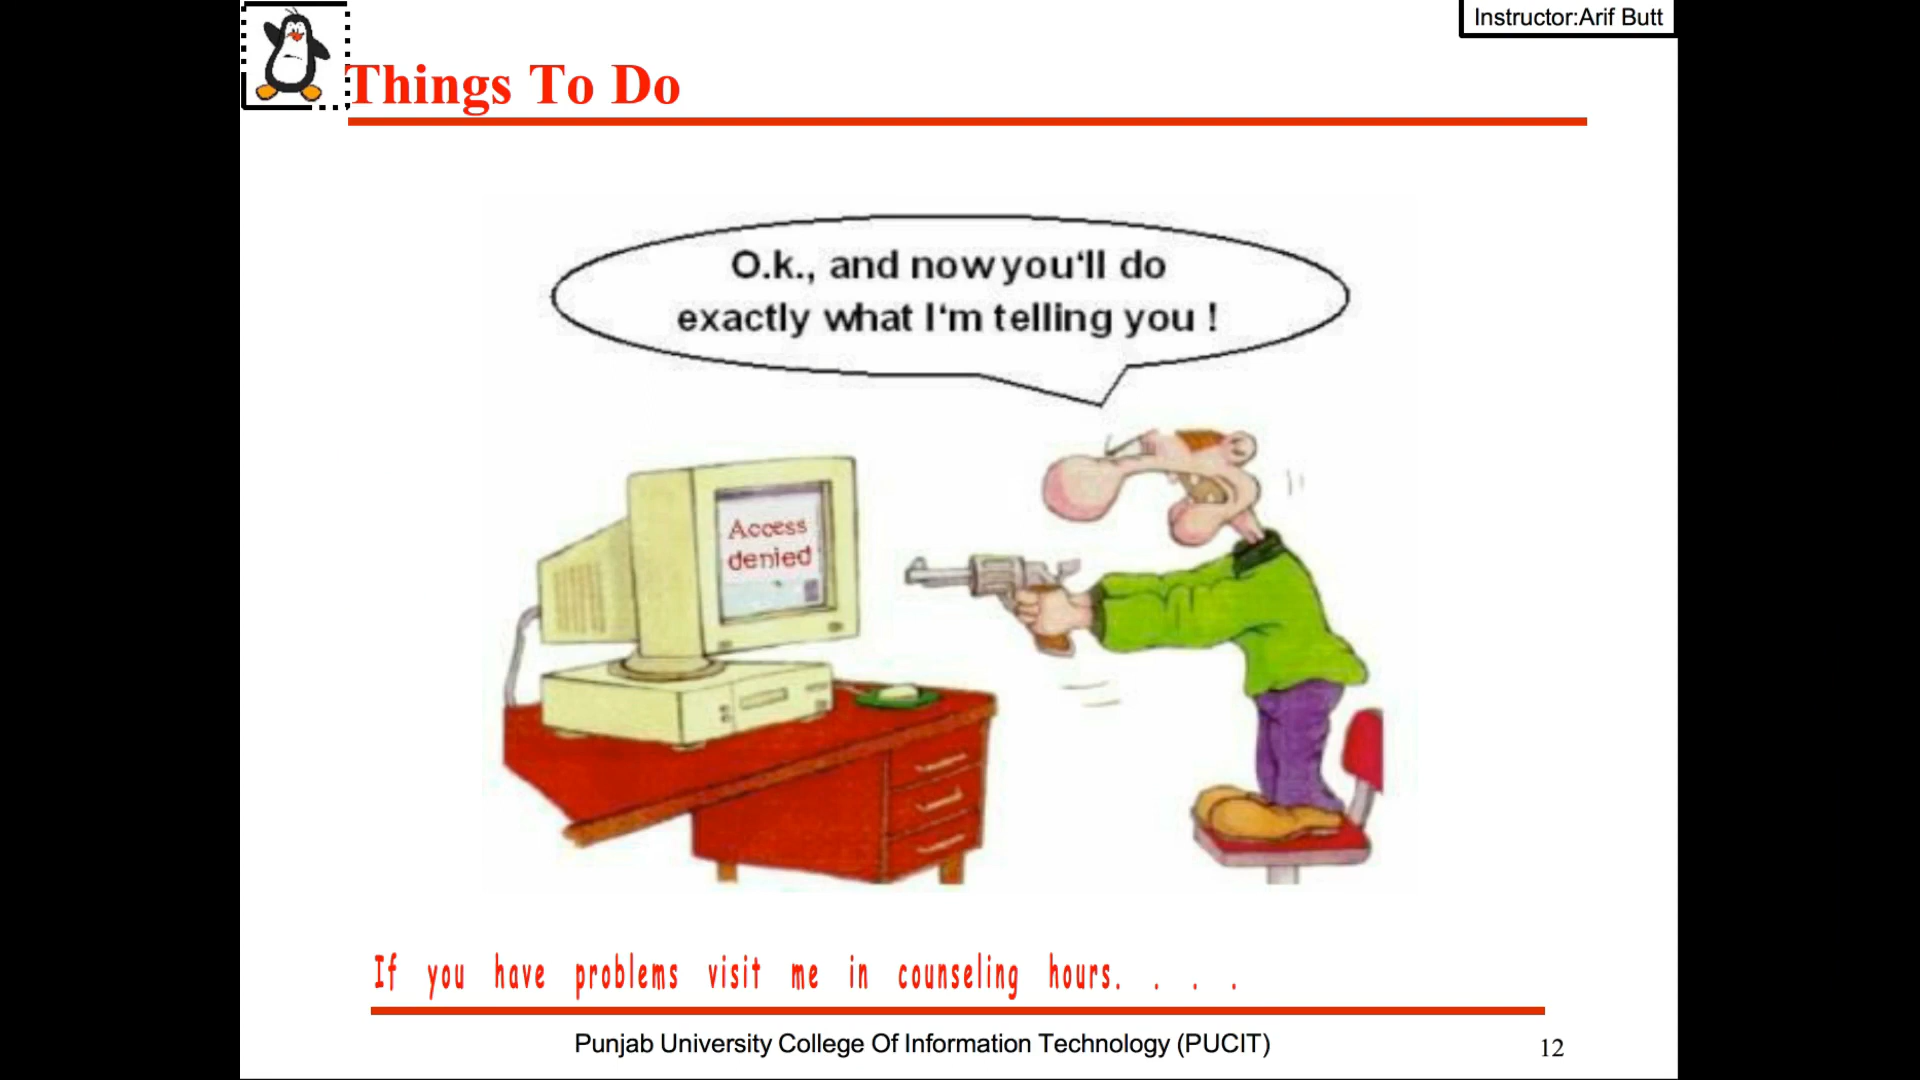 Instructor:Arif Butt
Things To Do
O.k., and now you'll do
exactly what I'm telling you !
Access
denied
If you have problems visit me in counseling hours. . . .
Punjab University College Of Information Technology (PUCIT)
12